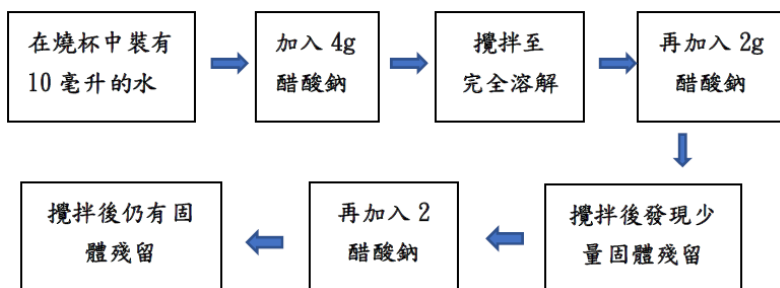 在燒杯中裝有
10 毫升的水
加入 4g
醋酸鈉
攪拌至
完全溶解
再加入 2g
醋酸鈉
攪拌後發現少
量固體殘留
再加入 2
醋酸鈉
攪拌後仍有固
體殘留